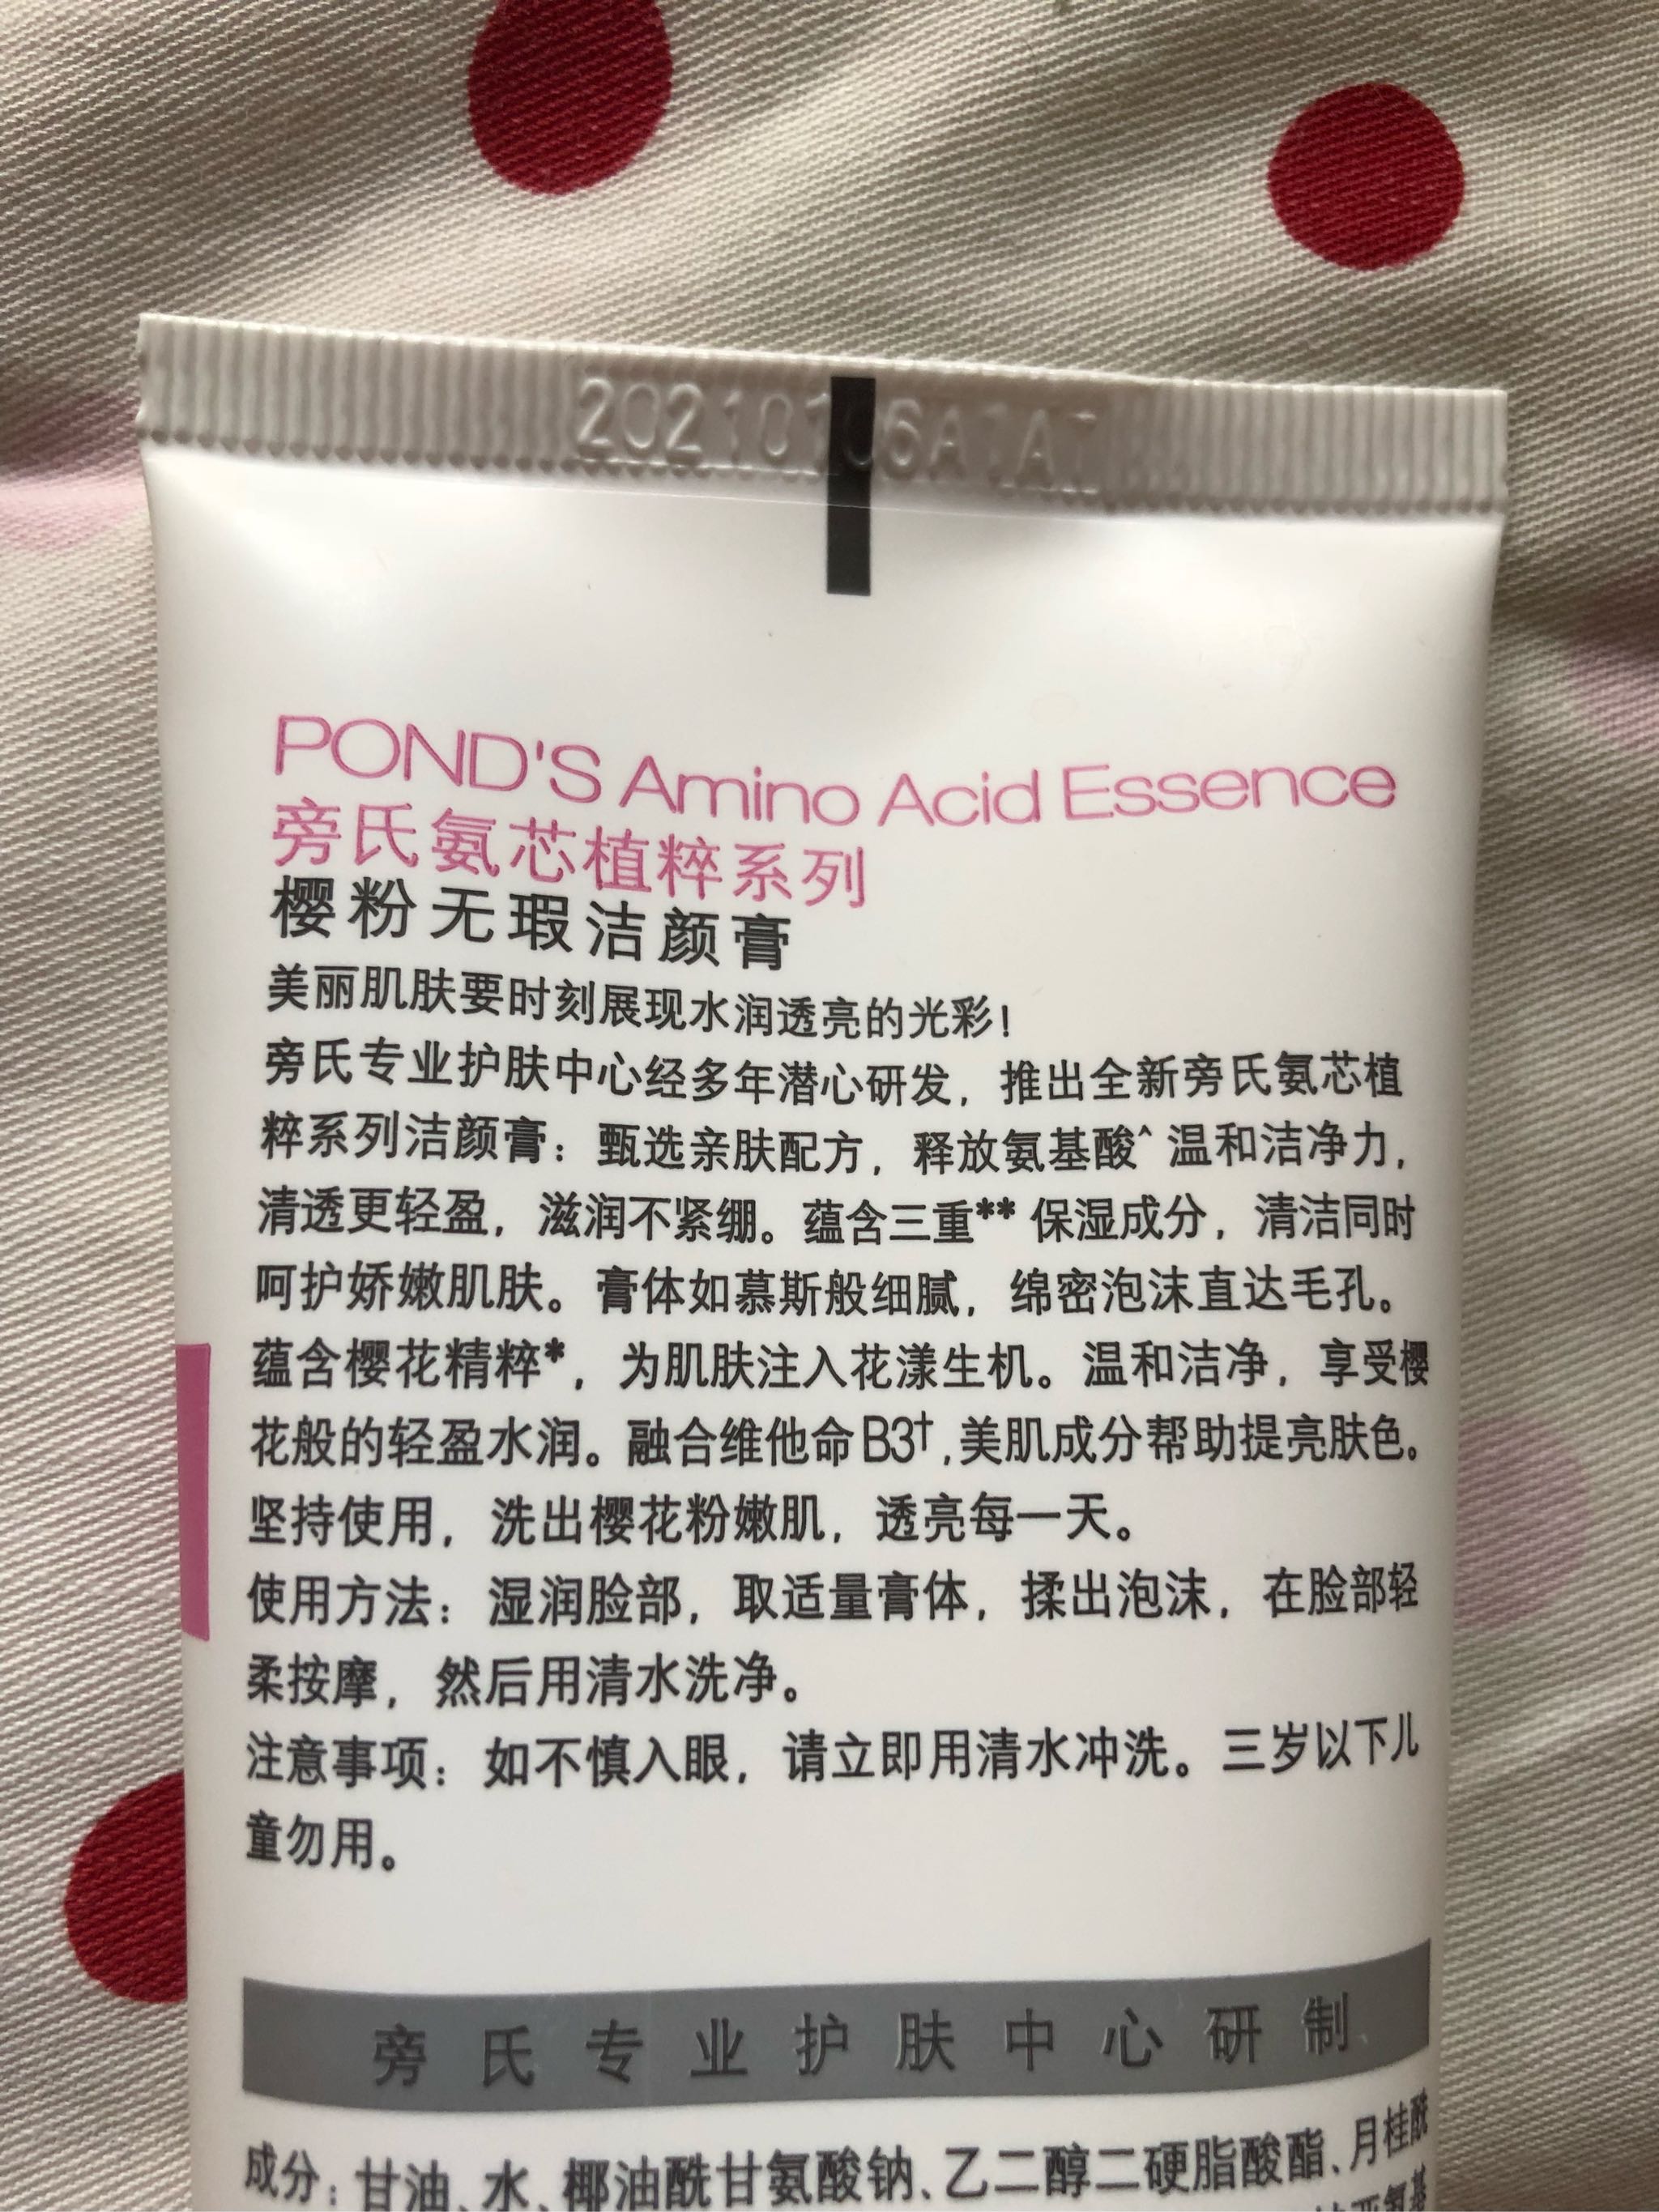 20210106A1A1
POND'S Amino Acid Essence
旁氏氨芯植粹系列
樱粉无瑕洁颜膏
美丽肌肤要时刻展现水润透亮的光彩!
旁氏专业护肤中心经多年潜心研发，推出全新旁氏氨芯植
粹系列洁颜膏：甄选亲肤配方，释放氨基酸^温和洁净力，
清透更轻盈，滋润不紧绷。蕴含三重**保湿成分，清洁同时
呵护娇嫩肌肤。膏体如慕斯般细腻，绵密泡沫直达毛孔。
蕴含樱花精粹*，为肌肤注入花漾生机。温和洁净，享受樱
花般的轻盈水润。融合维他命B3†,美肌成分帮助提亮肤色。
坚持使用，洗出樱花粉嫩肌，透亮每一天。
使用方法：湿润脸部，取适量膏体，揉出泡沫，在脸部轻
柔按摩，然后用清水洗净。
注意事项：如不慎入眼，请立即用清水冲洗。三岁以下儿
童勿用。
旁氏专业护肤中心研制
成分：甘油、水、椰油酰甘氨酸钠、乙二醇二硬脂酸酯、月桂酰